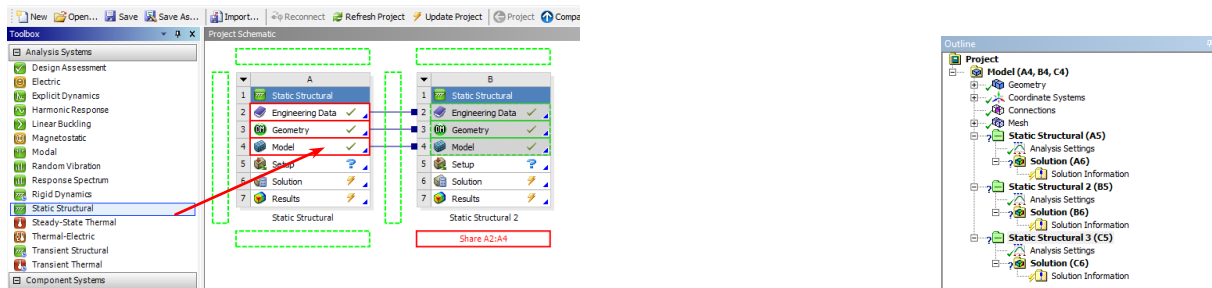 New Open... Save Save As... Import... Reconnect Refresh Project Update Project Project Compa
Toolbox
Analysis Systems
Design Assessment
Electric
Explicit Dynamics
Harmonic Response
Linear Buckling
Magnetostatic
Modal
Random Vibration
Response Spectrum
Rigid Dynamics
Static Structural
Steady-State Thermal
Thermal-Electric
Transient Structural
Transient Thermal
Component Systems
Project Schematic
A
1 Static Structural
2 Engineering Data
3 Geometry
4 Model
5 Setup
6 Solution
7 Results
Static Structural
B
1 Static Structural
2 Engineering Data
3 Geometry
4 Model
5 Setup
6 Solution
7 Results
Static Structural 2
Share A2:A4
Outline
Project
Model (A4, B4, C4)
Geometry
Coordinate Systems
Connections
Mesh
Static Structural (A5)
Analysis Settings
Solution (A6)
Solution Information
Static Structural 2 (B5)
Analysis Settings
Solution (B6)
Solution Information
Static Structural 3 (C5)
Analysis Settings
Solution (C6)
Solution Information